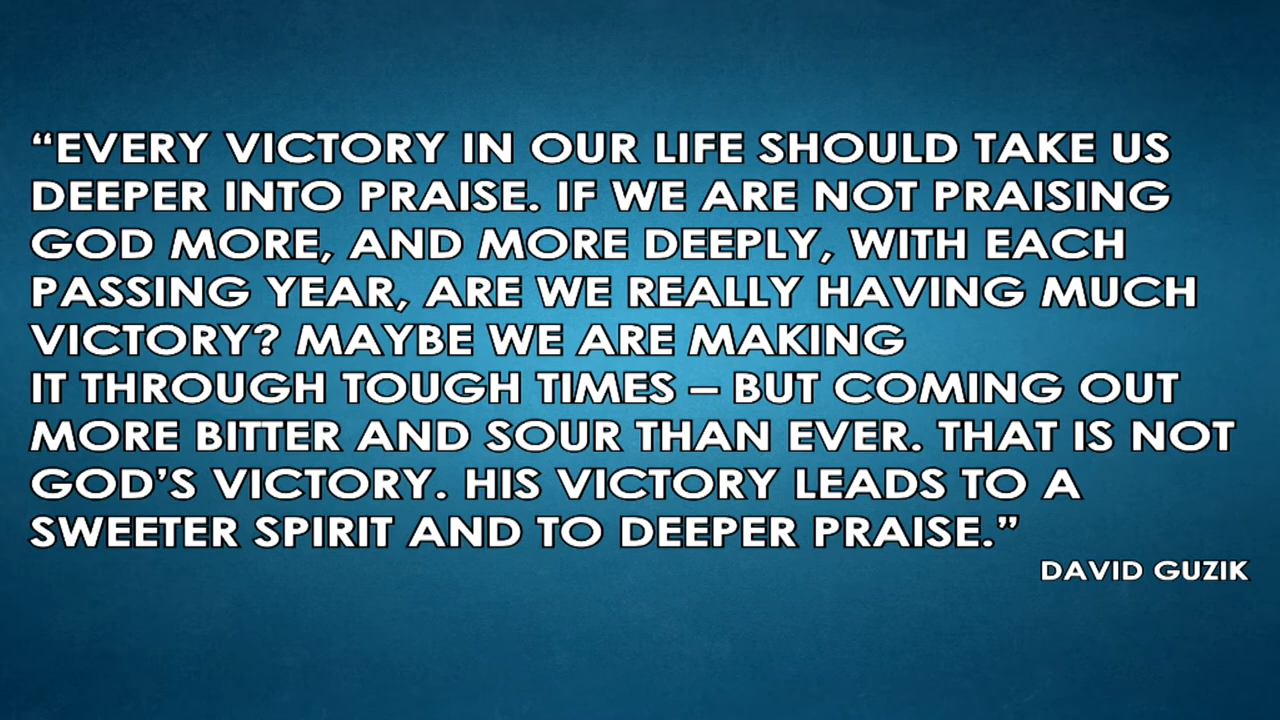 “EVERY VICTORY IN OUR LIFE SHOULD TAKE US
DEEPER INTO PRAISE. IF WE ARE NOT PRAISING
GOD MORE, AND MORE DEEPLY, WITH EACH
PASSING YEAR, ARE WE REALLY HAVING MUCH
VICTORY? MAYBE WE ARE MAKING
IT THROUGH TOUGH TIMES – BUT COMING OUT
MORE BITTER AND SOUR THAN EVER. THAT IS NOT
GOD’S VICTORY. HIS VICTORY LEADS TO A
SWEETER SPIRIT AND TO DEEPER PRAISE.”
DAVID GUZIK